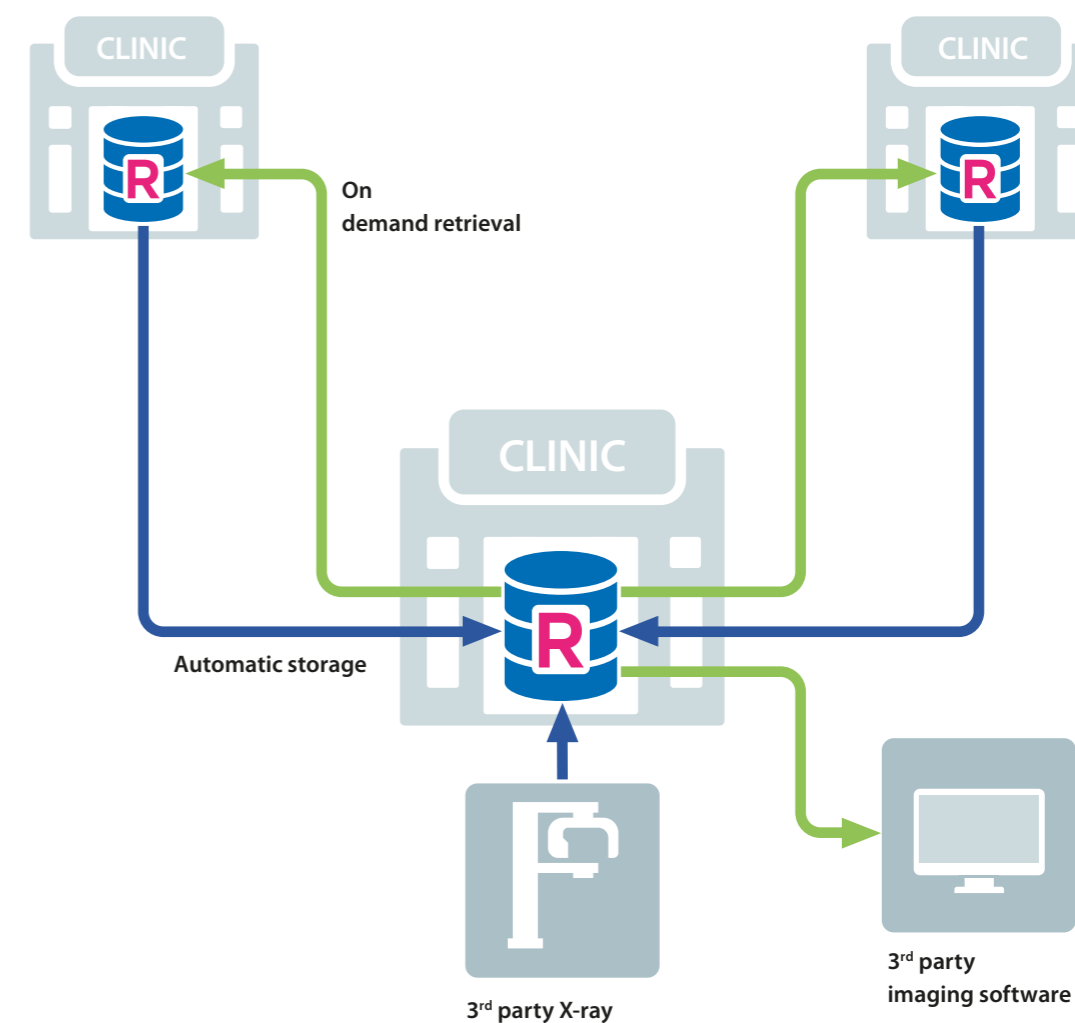 CLINIC
CLINIC
R
R
On
demand retrieval
CLINIC
R
Automatic storage
3rd party
imaging software
3rd party X-ray